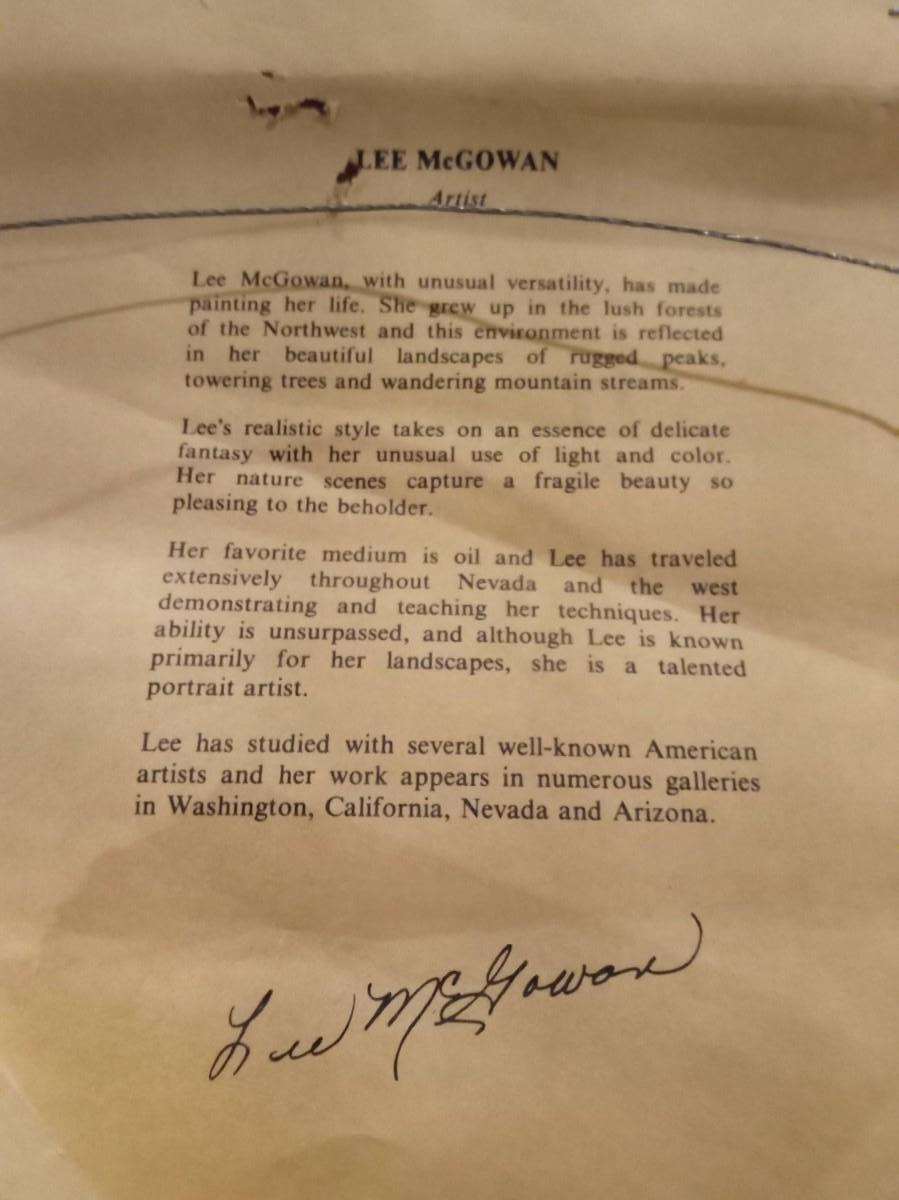 LEE McGOWAN
Artist
Lee McGowan, with unusual versatility, has made
painting her life. She grew up in the lush forests
of the Northwest and this environment is reflected
in her beautiful landscapes of rugged peaks,
towering trees and wandering mountain streams.
Lee's realistic style takes on an essence of delicate
fantasy with her unusual use of light and color.
Her nature scenes capture a fragile beauty so
pleasing to the beholder.
Her favorite medium is oil and Lee has traveled
extensively throughout Nevada and the west
demonstrating and teaching her techniques. Her
ability is unsurpassed, and although Lee is known
primarily for her landscapes, she is a talented
portrait artist.
Lee has studied with several well-known American
artists and her work appears in numerous galleries
in Washington, California, Nevada and Arizona.
Lee McGowan